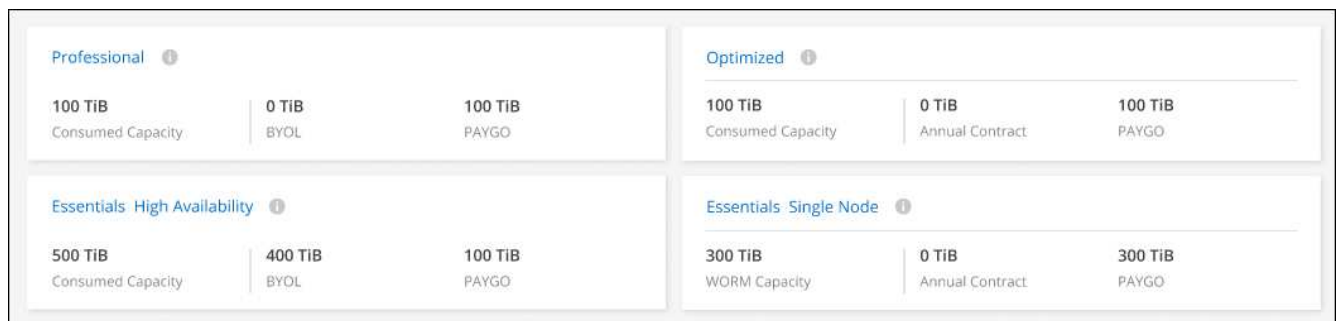 Professional
100 TiB 0 TiB 100 TiB
Consumed Capacity BYOL PAYGO
Optimized
100 TiB 0 TiB 100 TiB
Consumed Capacity Annual Contract PAYGO
Essentials High Availability
500 TiB 400 TiB 100 TiB
Consumed Capacity BYOL PAYGO
Essentials Single Node
300 TiB 0 TiB 300 TiB
WORM Capacity Annual Contract PAYGO